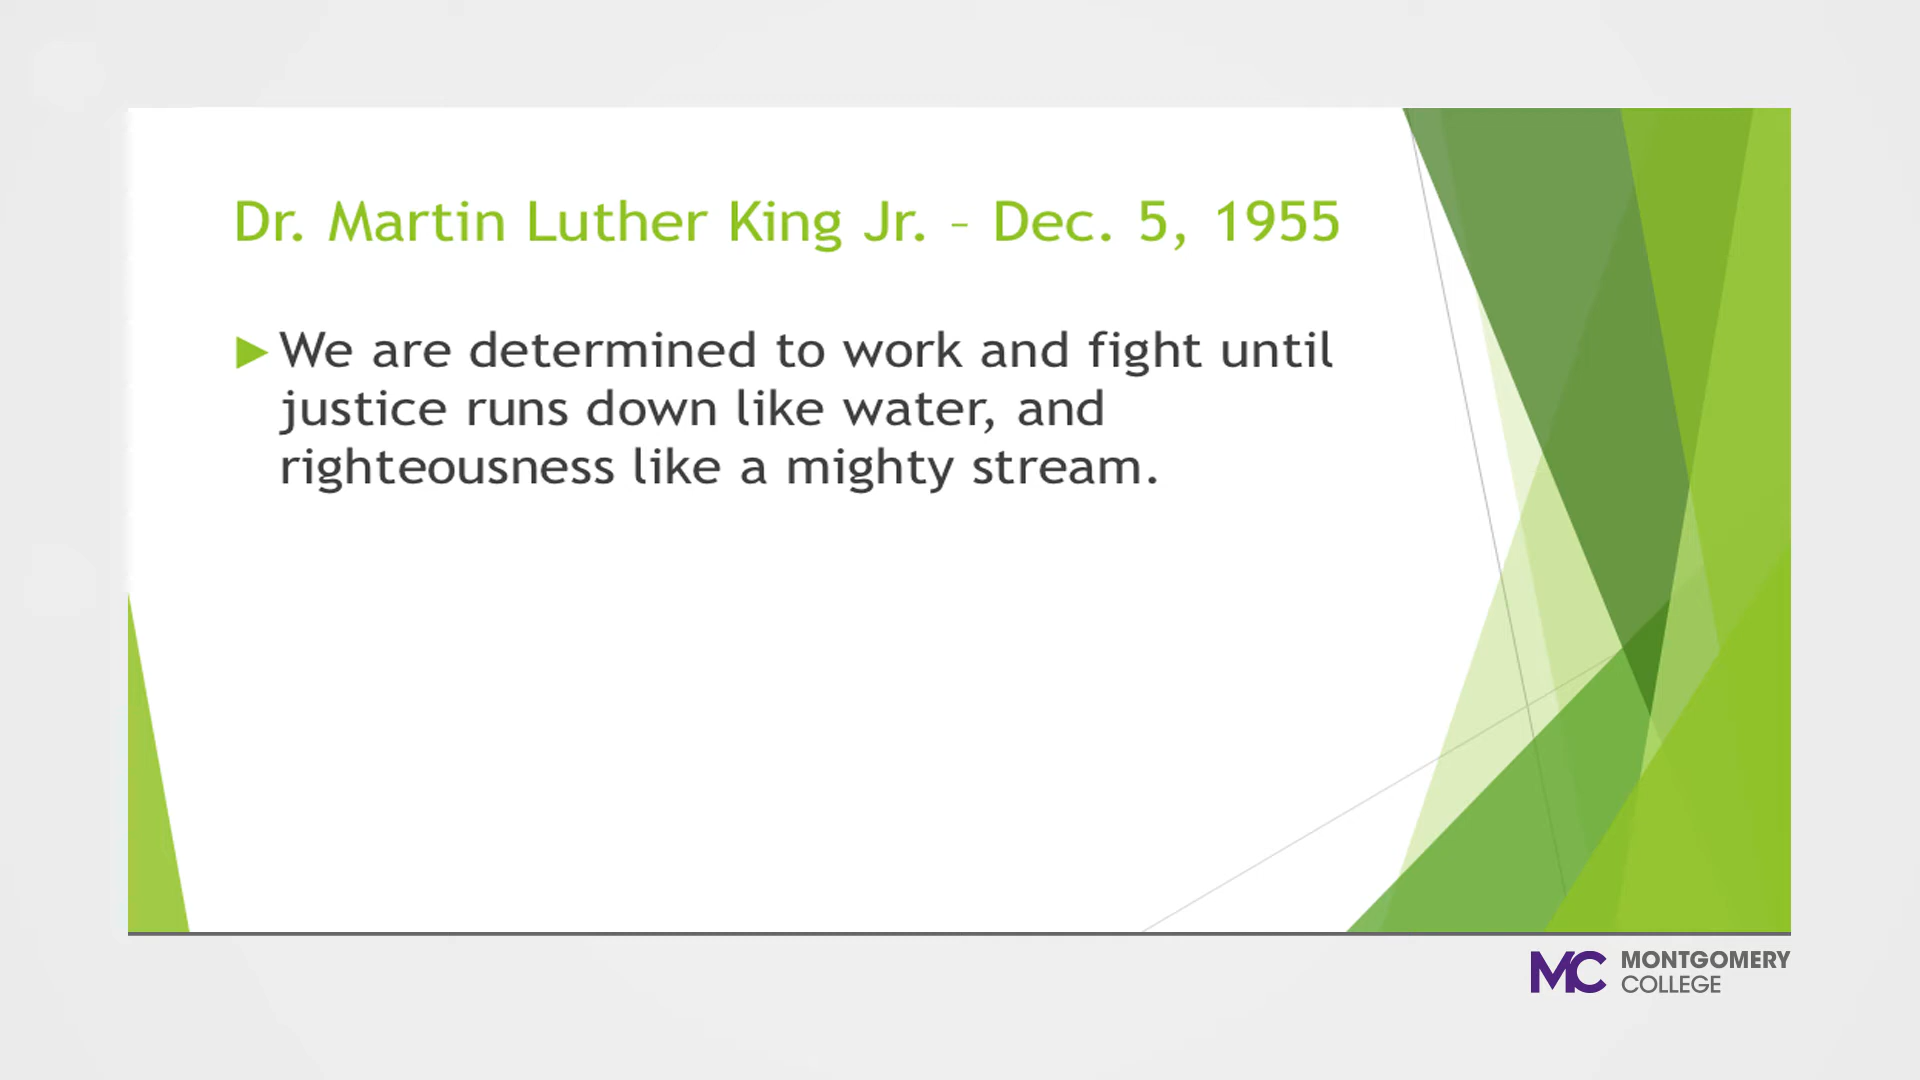 Dr. Martin Luther King Jr. – Dec. 5, 1955
We are determined to work and fight until
justice runs down like water, and
righteousness like a mighty stream.
MC MONTGOMERY
COLLEGE